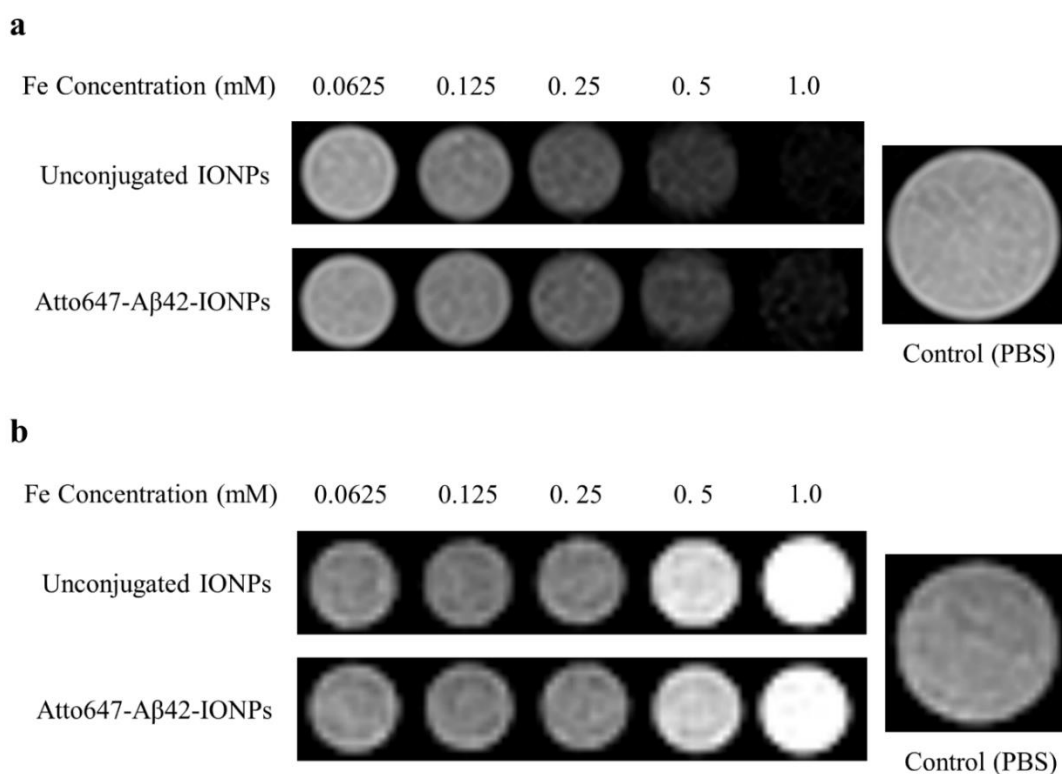 a
Fe Concentration (mM) 0.0625 0.125 0. 25 0. 5 1.0
Unconjugated IONPs
Atto647-Aβ42-IONPs
Control (PBS)
b
Fe Concentration (mM) 0.0625 0.125 0. 25 0. 5 1.0
Unconjugated IONPs
Atto647-Aβ42-IONPs
Control (PBS)